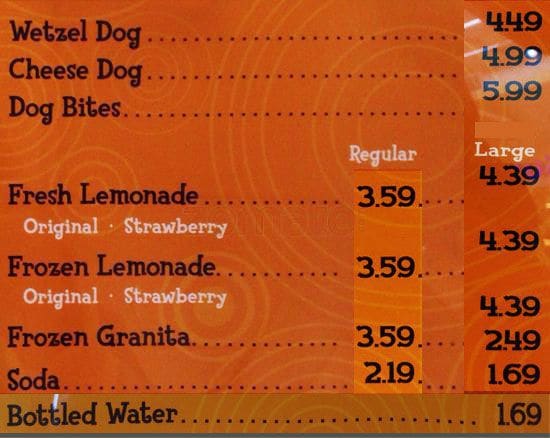 Wetzel Dog 4.49
Cheese Dog 4.99
Dog Bites 5.99
Regular Large
Fresh Lemonade 3.59 4.39
Original · Strawberry
Frozen Lemonade 3.59 4.39
Original · Strawberry
Frozen Granita 3.59 4.39
Soda 2.19 2.49
1.69
Bottled Water 1.69